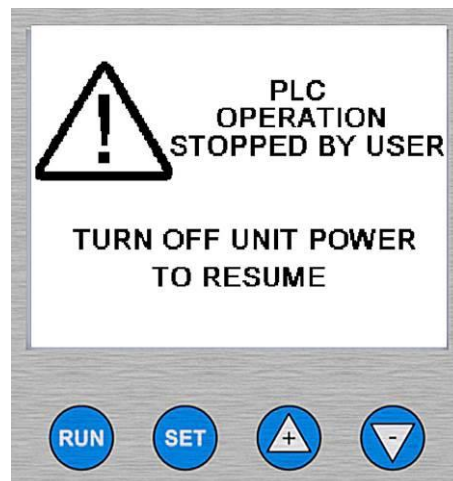 !
PLC
OPERATION
STOPPED BY USER
TURN OFF UNIT POWER
TO RESUME
RUN SET + -